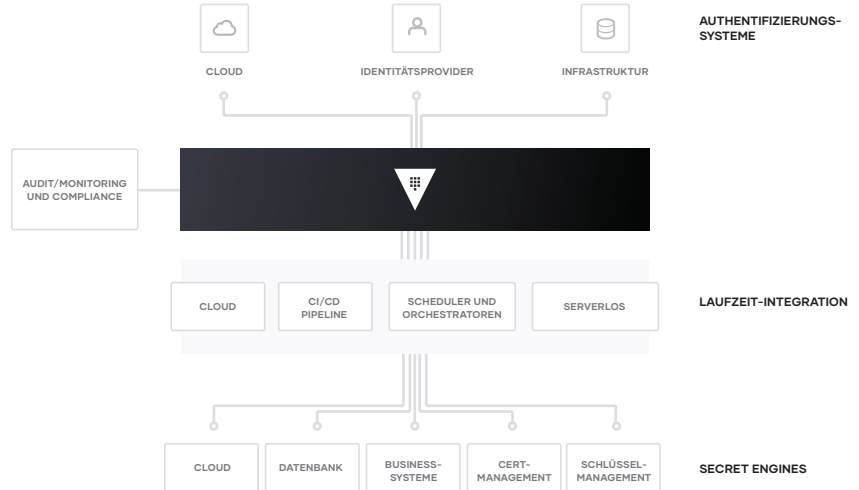 AUTHENTIFIZIERUNGS-
SYSTEME
CLOUD
IDENTITÄTSPROVIDER
INFRASTRUKTUR
AUDIT/MONITORING
UND COMPLIANCE
CLOUD
CI/CD
PIPELINE
SCHEDULER UND
ORCHESTRATOREN
SERVERLOS
LAUFZEIT-INTEGRATION
CLOUD
DATENBANK
BUSINESS-
SYSTEME
CERT-
MANAGEMENT
SCHLÜSSEL-
MANAGEMENT
SECRET ENGINES